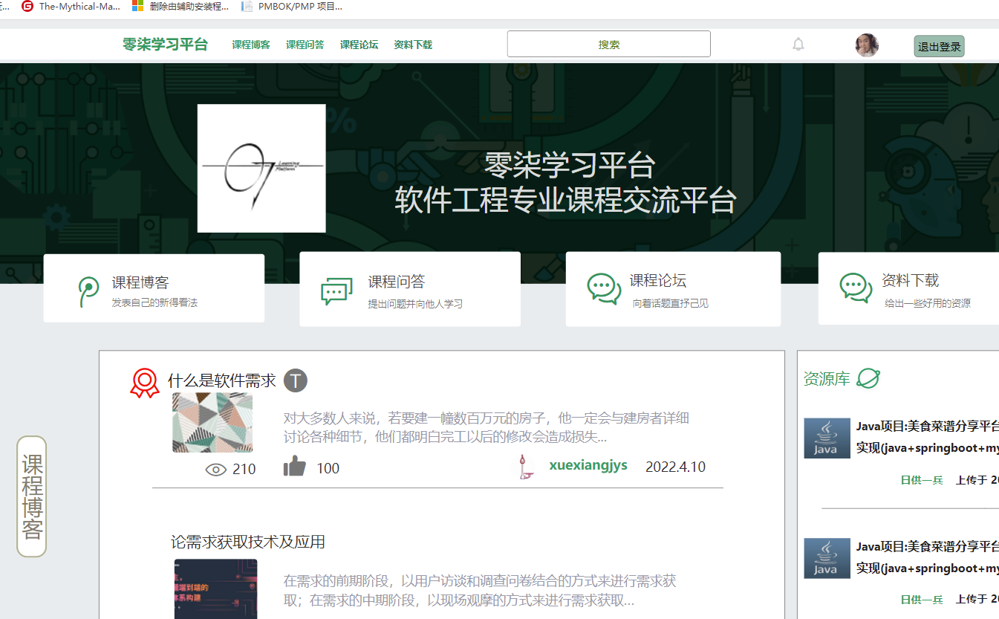 The-Mythical-Ma...
删除由辅助安装程...
PMBOK/PMP 项目...
零柒学习平台
课程博客
课程问答
课程论坛
资料下载
搜索
退出登录
Learning
Platform
零柒学习平台
软件工程专业课程交流平台
课程博客
发表自己的新得看法
课程问答
提出问题并向他人学习
课程论坛
向着话题直抒己见
资料下载
给出一些好用的资源
课程博客
什么是软件需求
T
对大多数人来说，若要建一幢数百万元的房子，他一定会与建房者详细
讨论各种细节，他们都明白完工以后的修改会造成损失...
210
100
xuexiangjys
2022.4.10
论需求获取技术及应用
在需求的前期阶段，以用户访谈和调查问卷结合的方式来进行需求获
取；在需求的中期阶段，以现场观摩的方式来进行需求获取...
端到端的
体系构建
资源库
Java
Java项目:美食菜谱分享平台
实现(java+springboot+my
日供一兵
上传于 20
Java
Java项目:美食菜谱分享平台
实现(java+springboot+my
日供一兵
上传于 20